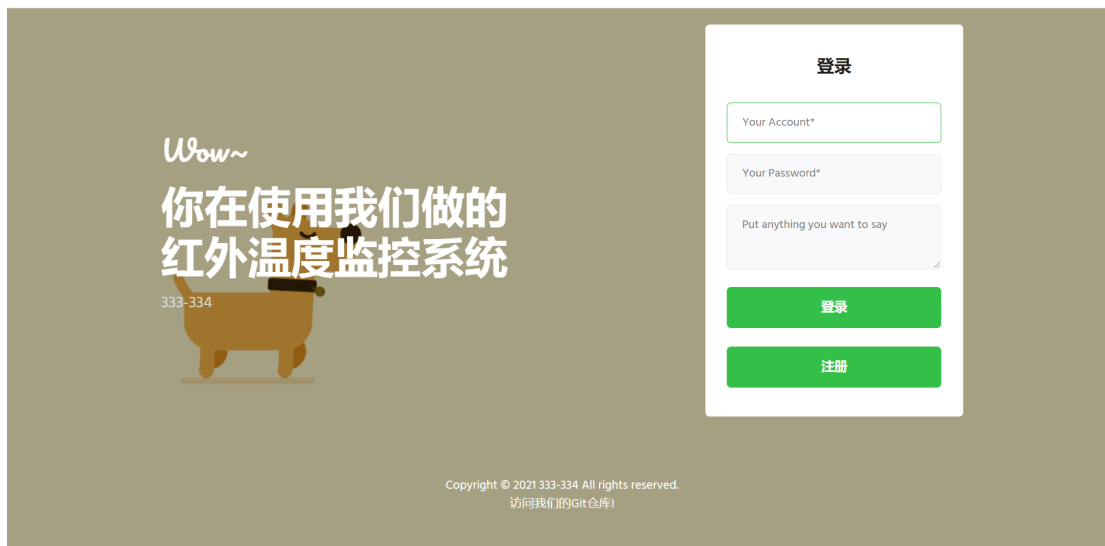 Wow~
你在使用我们做的
红外温度监控系统
333-334
登录
Your Account*
Your Password*
Put anything you want to say
登录
注册
Copyright © 2021 333-334 All rights reserved.
访问我们的Git仓库!